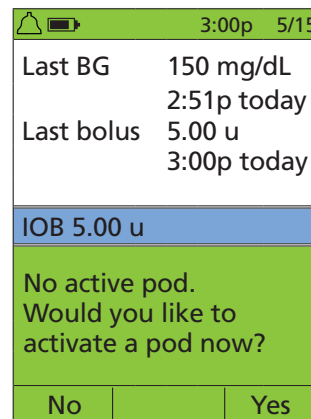 3:00p 5/15
Last BG 150 mg/dL
2:51p today
Last bolus 5.00 u
3:00p today
IOB 5.00 u
No active pod.
Would you like to
activate a pod now?
No Yes